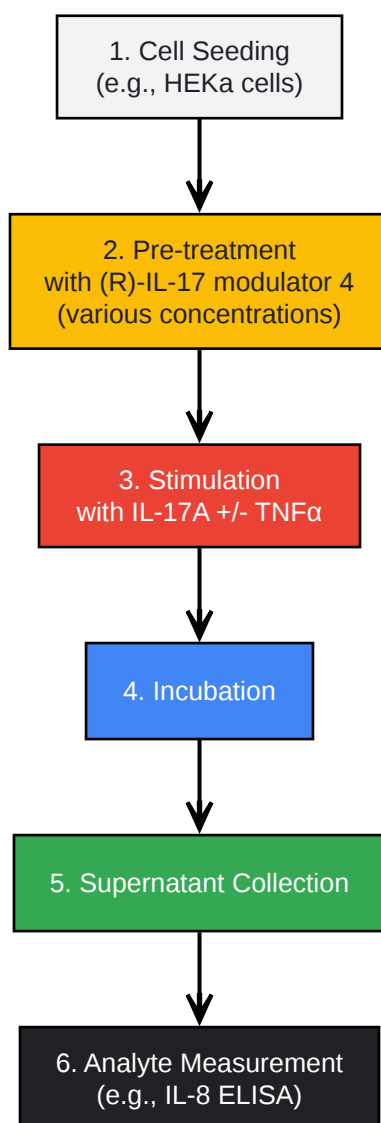 1. Cell Seeding
(e.g., HEKa cells)
2. Pre-treatment
with (R)-IL-17 modulator 4
(various concentrations)
3. Stimulation
with IL-17A +/- TNFα
4. Incubation
5. Supernatant Collection
6. Analyte Measurement
(e.g., IL-8 ELISA)